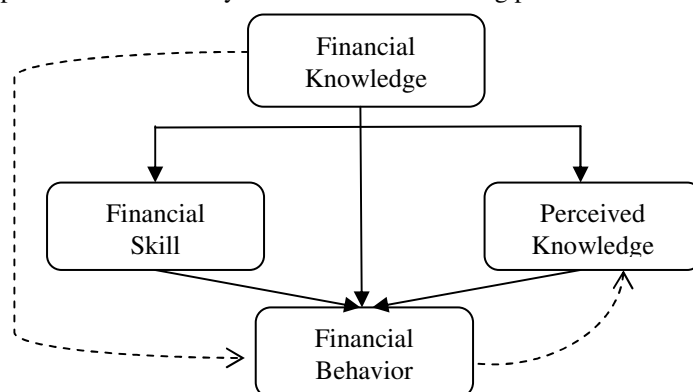 Financial
Knowledge
Financial
Skill
Perceived
Knowledge
Financial
Behavior